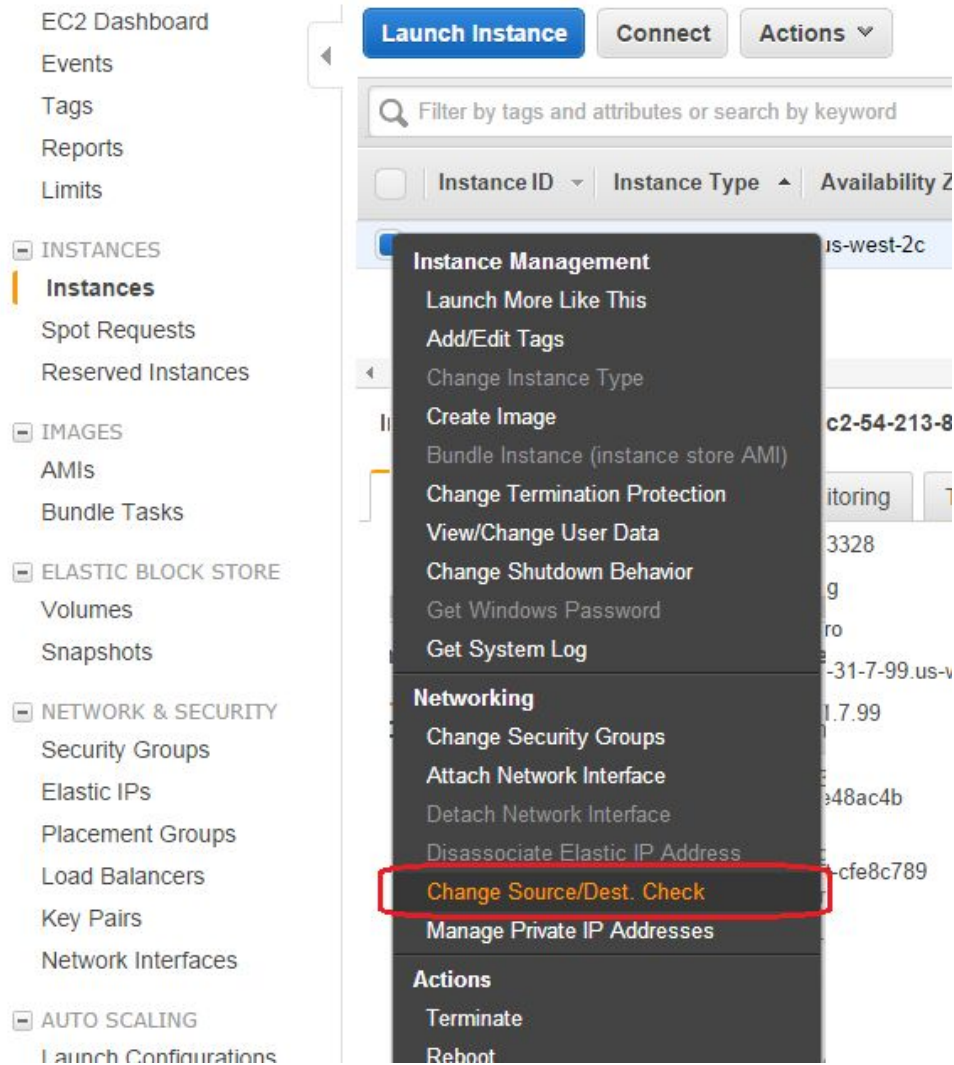 EC2 Dashboard
Events
Tags
Reports
Limits
INSTANCES
Instances
Spot Requests
Reserved Instances
IMAGES
AMIs
Bundle Tasks
ELASTIC BLOCK STORE
Volumes
Snapshots
NETWORK & SECURITY
Security Groups
Elastic IPs
Placement Groups
Load Balancers
Key Pairs
Network Interfaces
AUTO SCALING
Launch Configurations
Launch Instance Connect Actions
Filter by tags and attributes or search by keyword
Instance ID Instance Type Availability Z
us-west-2c
Instance Management
Launch More Like This
Add/Edit Tags
Change Instance Type
Create Image
Bundle Instance (instance store AMI)
Change Termination Protection
View/Change User Data
Change Shutdown Behavior
Get Windows Password
Get System Log
Networking
Change Security Groups
Attach Network Interface
Detach Network Interface
Disassociate Elastic IP Address
Change Source/Dest. Check
Manage Private IP Addresses
Actions
Terminate
Reboot
c2-54-213-8
itoring T
3328
g
ro
-31-7-99.us-w
1.7.99
e48ac4b
-cfe8c789